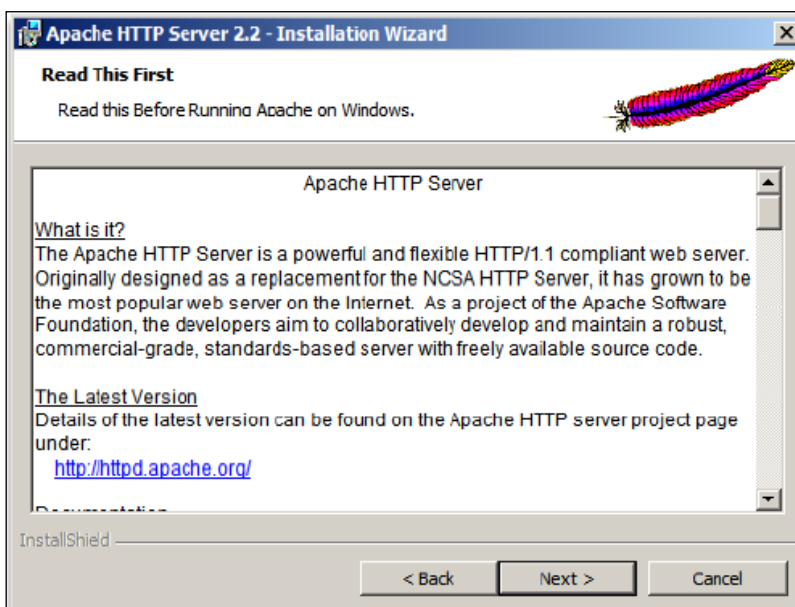 Apache HTTP Server 2.2 - Installation Wizard
Read This First
Read this Before Running Apache on Windows.
Apache HTTP Server
What is it?
The Apache HTTP Server is a powerful and flexible HTTP/1.1 compliant web server.
Originally designed as a replacement for the NCSA HTTP Server, it has grown to be
the most popular web server on the Internet. As a project of the Apache Software
Foundation, the developers aim to collaboratively develop and maintain a robust,
commercial-grade, standards-based server with freely available source code.
The Latest Version
Details of the latest version can be found on the Apache HTTP server project page
under:
http://httpd.apache.org/
Documentation
InstallShield
< Back
Next >
Cancel